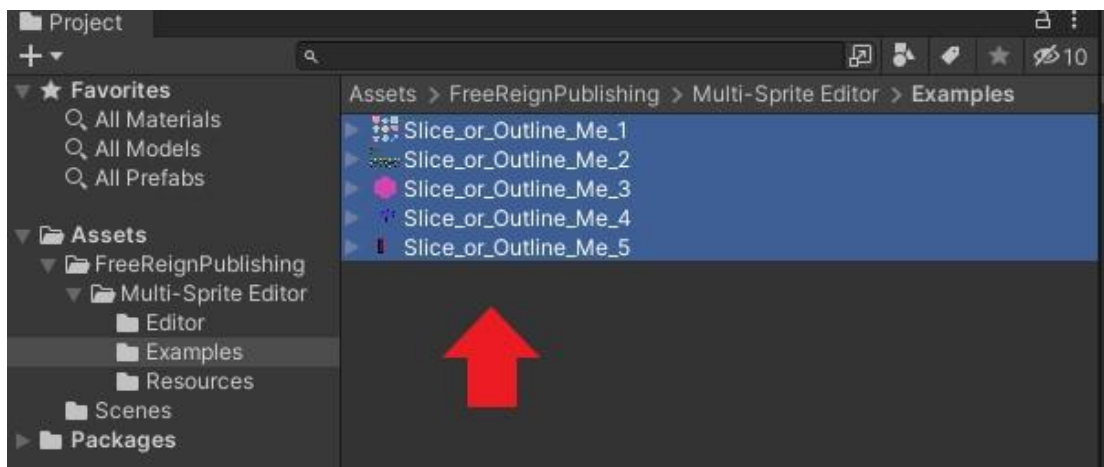 Project
10
Favorites
All Materials
All Models
All Prefabs
Assets
FreeReignPublishing
Multi-Sprite Editor
Editor
Examples
Resources
Scenes
Packages
Assets > FreeReignPublishing > Multi-Sprite Editor > Examples
Slice_or_Outline_Me_1
Slice_or_Outline_Me_2
Slice_or_Outline_Me_3
Slice_or_Outline_Me_4
Slice_or_Outline_Me_5